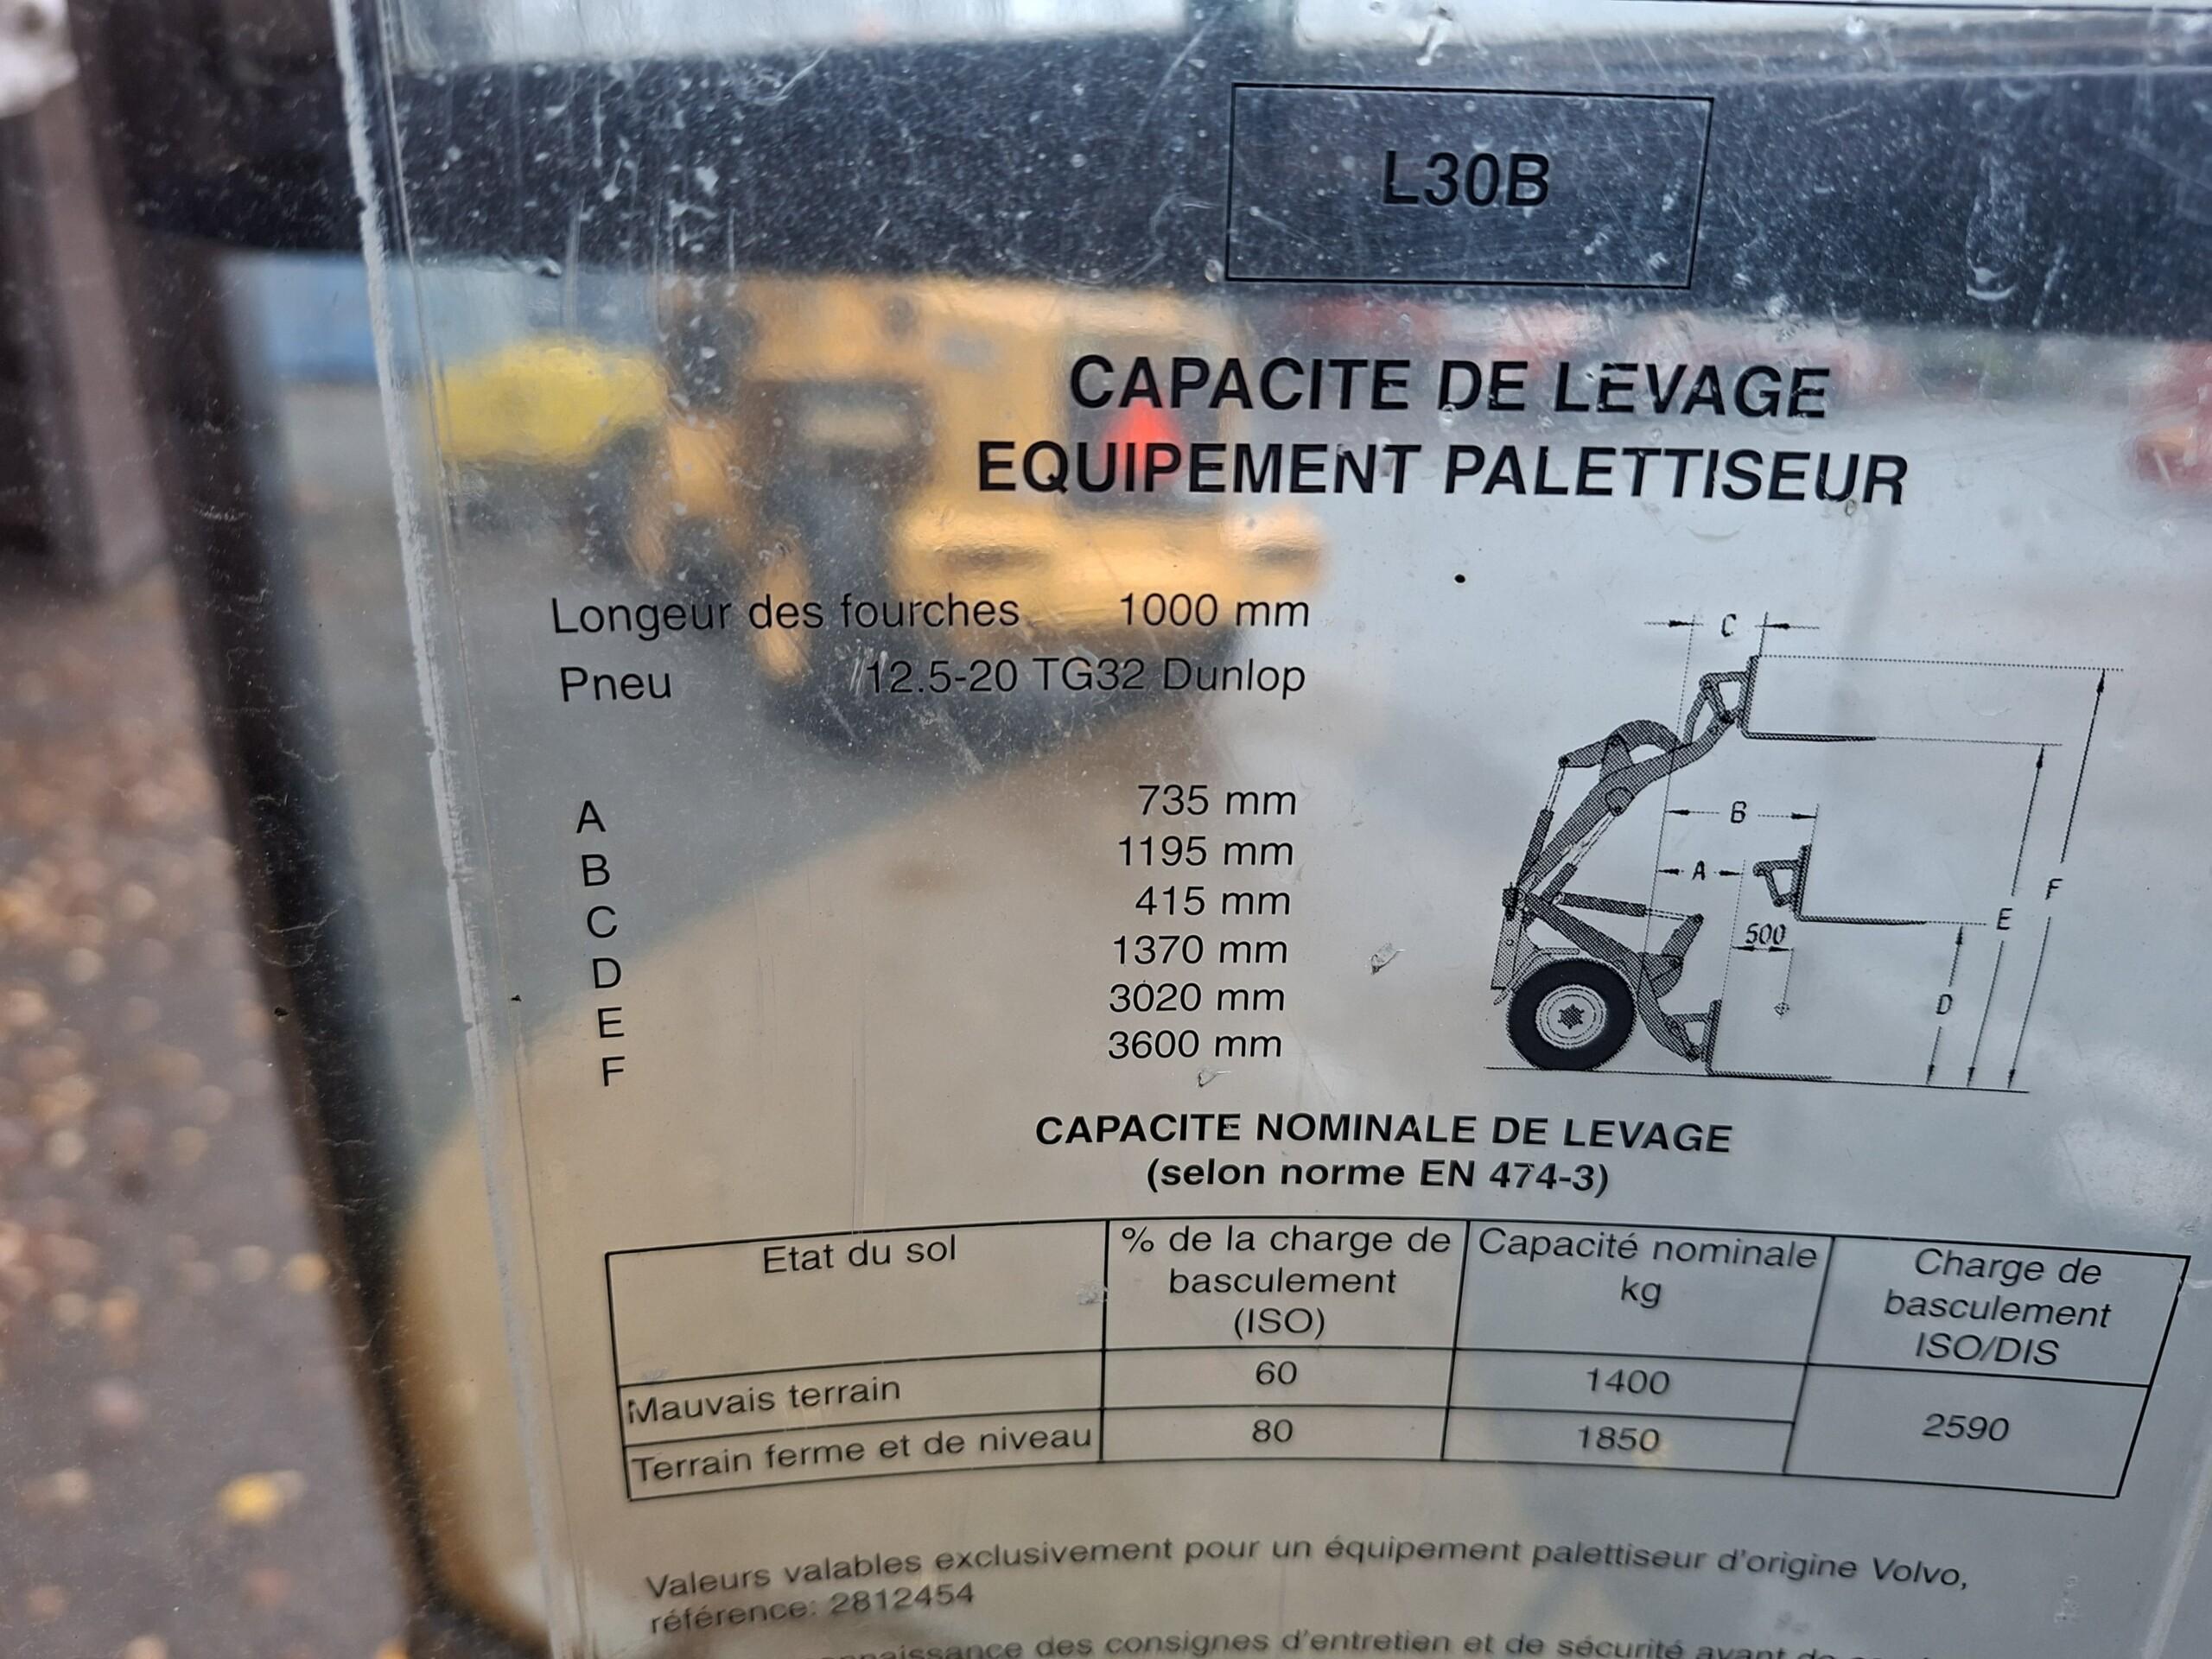 L30B
CAPACITE DE LEVAGE
EQUIPEMENT PALETTISEUR
Longeur des fourches 1000 mm
Pneu 12.5-20 TG32 Dunlop
A 735 mm
B 1195 mm
C 415 mm
D 1370 mm
E 3020 mm
F 3600 mm
C
B
A
F
E
500
D
CAPACITE NOMINALE DE LEVAGE
(selon norme EN 474-3)
Etat du sol
% de la charge de
basculement
(ISO)
Capacité nominale
kg
Charge de
basculement
ISO/DIS
Mauvais terrain 60 1400
2590
Terrain ferme et de niveau 80 1850
Valeurs valables exclusivement pour un équipement palettiseur d'origine Volvo,
référence: 2812454
des consignes d'entretien et de sécurité avant